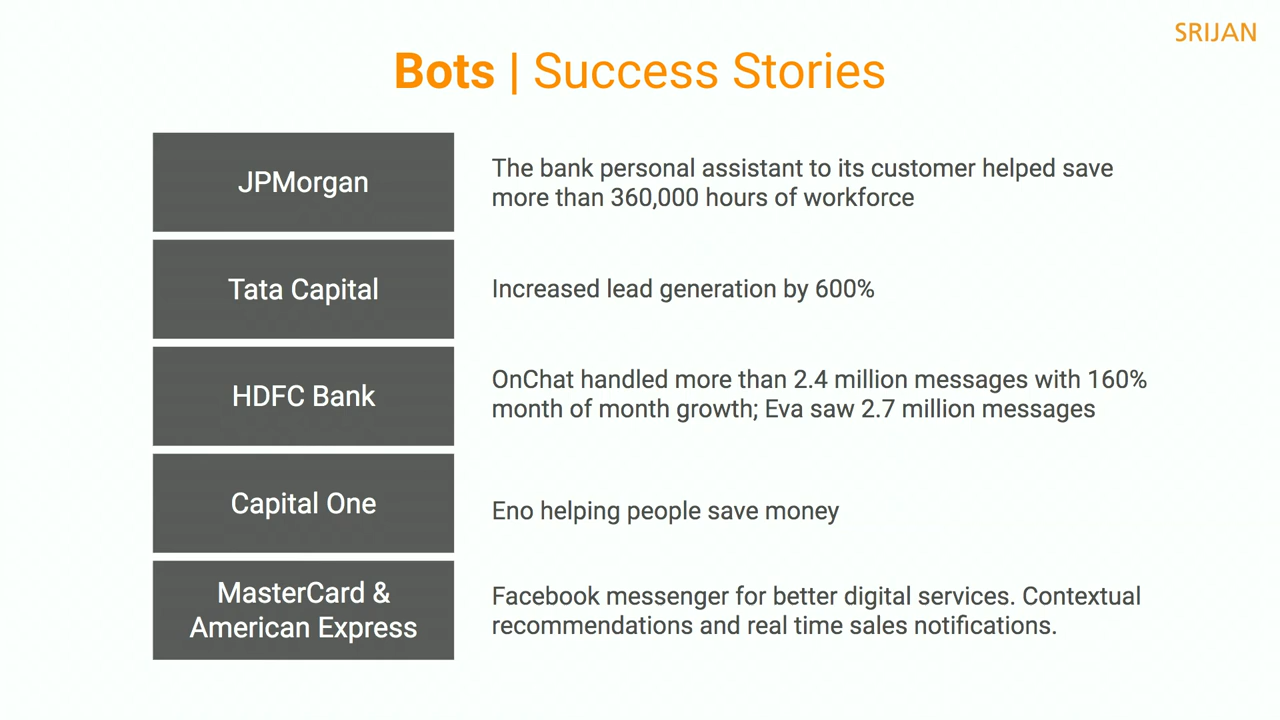 SRIJAN
Bots | Success Stories
JPMorgan
The bank personal assistant to its customer helped save
more than 360,000 hours of workforce
Tata Capital
Increased lead generation by 600%
HDFC Bank
OnChat handled more than 2.4 million messages with 160%
month of month growth; Eva saw 2.7 million messages
Capital One
Eno helping people save money
MasterCard &
American Express
Facebook messenger for better digital services. Contextual
recommendations and real time sales notifications.